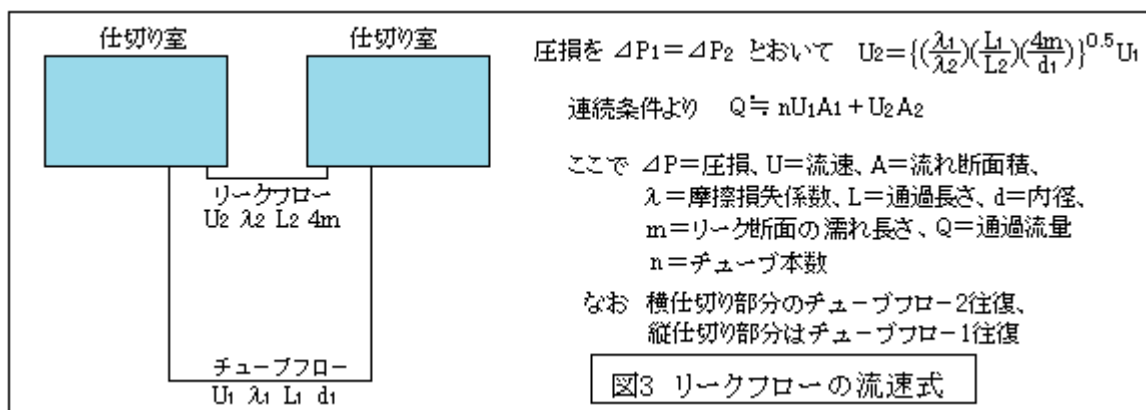 仕切り室
仕切り室
リークフロー
U2 λ2 L2 4m
チューブフロー
U1 λ1 L1 d1
圧損を ⊿P1=⊿P2 とおいて U2={(λ1/λ2)(L1/L2)(4m/d1)}^0.5 U1
連続条件より Q≒nU1A1+U2A2
ここで ⊿P=圧損、U=流速、A=流れ断面積、
λ=摩擦損失係数、L=通過長さ、d=内径、
m=リーク断面の濡れ長さ、Q=通過流量
n=チューブ本数
なお 横仕切り部分のチューブフロー2往復、
縦仕切り部分はチューブフロー1往復
図3 リークフローの流速式